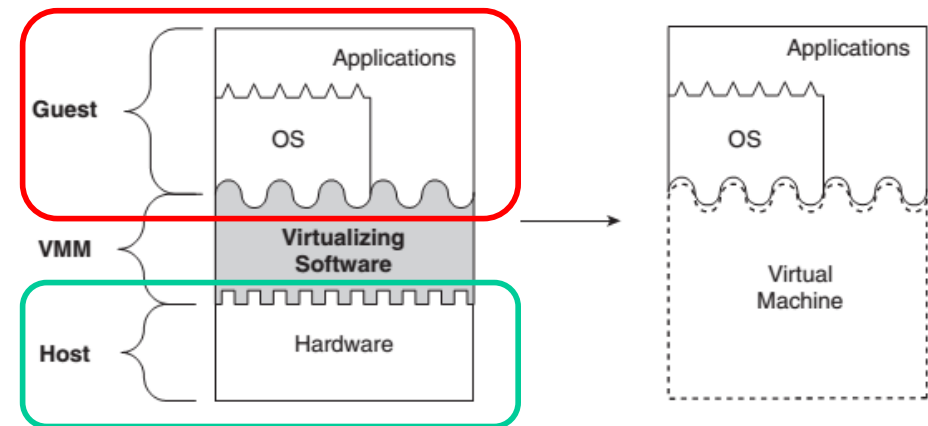 Guest
Applications
OS
VMM
Virtualizing
Software
Host
Hardware
Applications
OS
Virtual
Machine